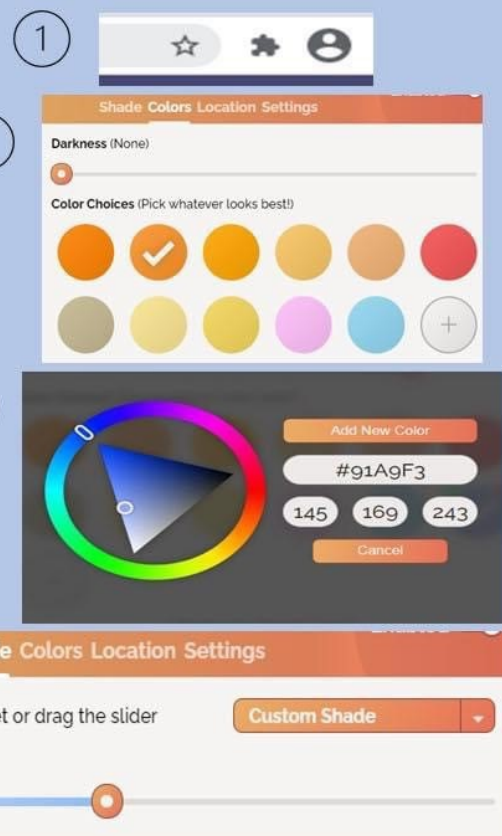 1
Shade Colors Location Settings
Darkness (None)
Color Choices (Pick whatever looks best!)
+
Add New Color
#91A9F3
145 169 243
Cancel
e Colors Location Settings
et or drag the slider
Custom Shade